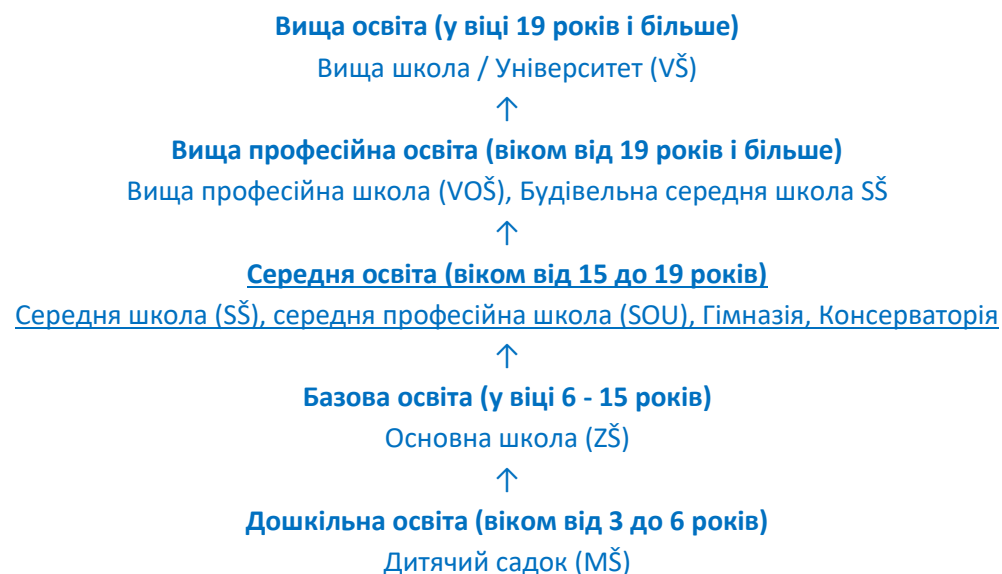 Вища освіта (у віці 19 років і більше)
Вища школа / Університет (VŠ)
↑
Вища професійна освіта (віком від 19 років і більше)
Вища професійна школа (VOŠ), Будівельна середня школа SŠ
↑
Середня освіта (віком від 15 до 19 років)
Середня школа (SŠ), середня професійна школа (SOU), Гімназія, Консерваторія
↑
Базова освіта (у віці 6 - 15 років)
Основна школа (ZŠ)
↑
Дошкільна освіта (віком від 3 до 6 років)
Дитячий садок (MŠ)